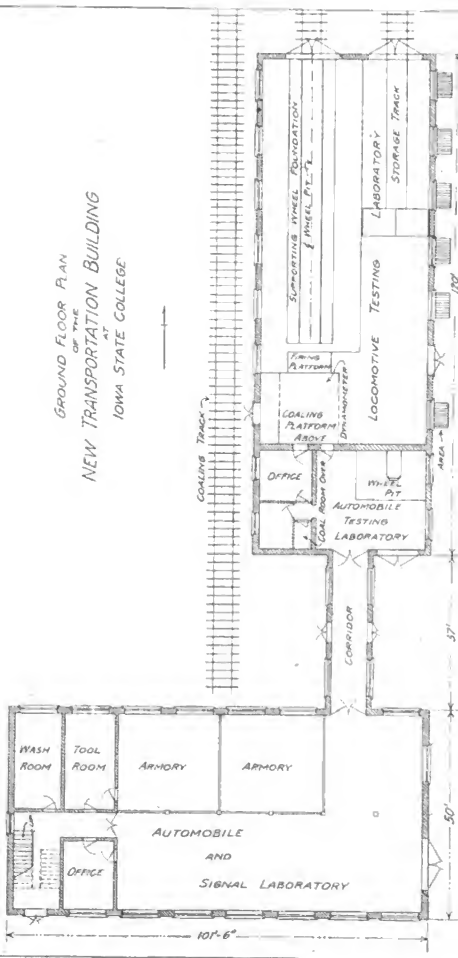 GROUND FLOOR PLAN
OF THE
NEW TRANSPORTATION BUILDING
AT
IOWA STATE COLLEGE
COALING TRACK
SUPPORTING WHEEL FOUNDATION
WHEEL PIT
LABORATORY
STORAGE TRACK
LOCOMOTIVE TESTING
FIRING
PLATFORM
DYNAMOMETER
COALING
PLATFORM
ABOVE
120'
AREA
OFFICE
COAL ROOM OVER
WHEEL
PIT
AUTOMOBILE
TESTING
LABORATORY
CORRIDOR
37'
WASH
ROOM
TOOL
ROOM
ARMORY
ARMORY
AUTOMOBILE
AND
SIGNAL LABORATORY
OFFICE
50'
101'-6"